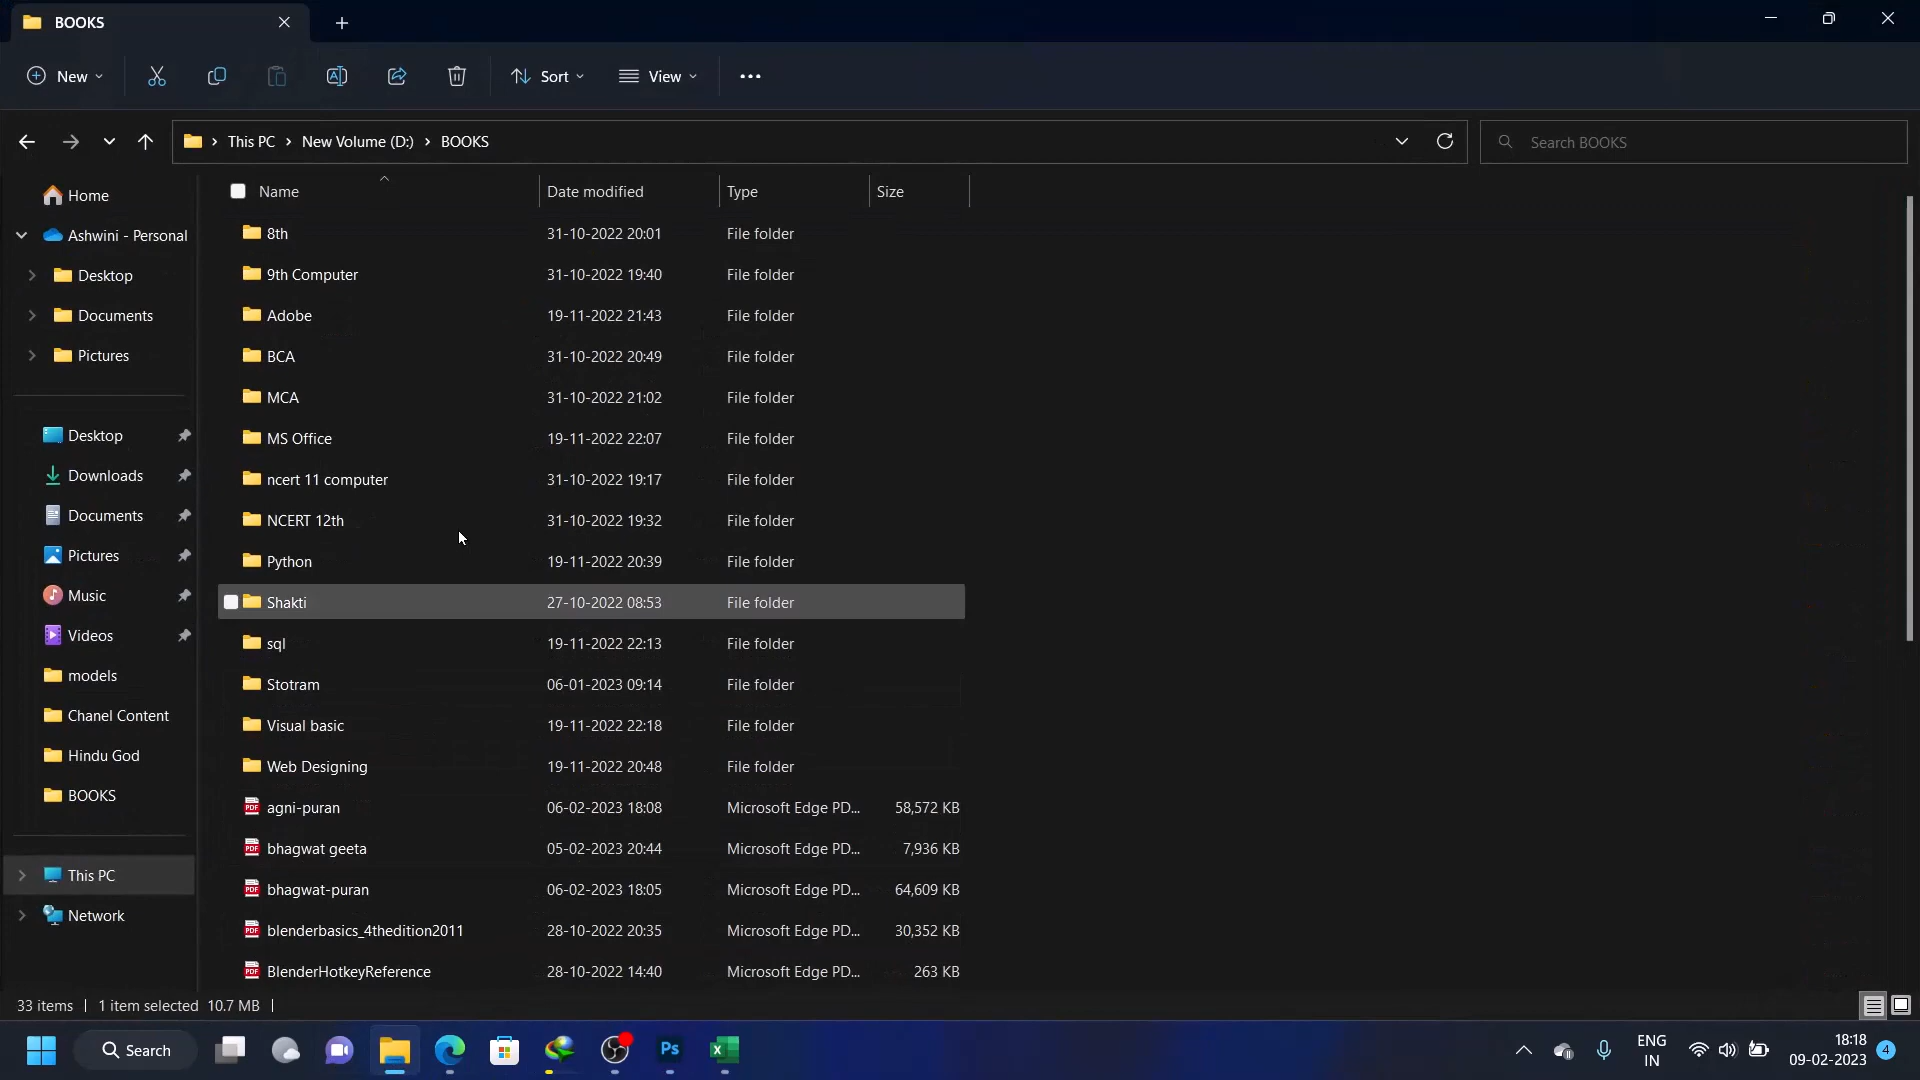 BOOKS
New
Sort
View
This PC > New Volume (D:) > BOOKS
Search BOOKS
Home
Ashwini - Personal
Desktop
Documents
Pictures
Desktop
Downloads
Documents
Pictures
Music
Videos
models
Chanel Content
Hindu God
BOOKS
This PC
Network
Name Date modified Type Size
8th 31-10-2022 20:01 File folder
9th Computer 31-10-2022 19:40 File folder
Adobe 19-11-2022 21:43 File folder
BCA 31-10-2022 20:49 File folder
MCA 31-10-2022 21:02 File folder
MS Office 19-11-2022 22:07 File folder
ncert 11 computer 31-10-2022 19:17 File folder
NCERT 12th 31-10-2022 19:32 File folder
Python 19-11-2022 20:39 File folder
Shakti 27-10-2022 08:53 File folder
sql 19-11-2022 22:13 File folder
Stotram 06-01-2023 09:14 File folder
Visual basic 19-11-2022 22:18 File folder
Web Designing 19-11-2022 20:48 File folder
agni-puran 06-02-2023 18:08 Microsoft Edge PD... 58,572 KB
bhagwat geeta 05-02-2023 20:44 Microsoft Edge PD... 7,936 KB
bhagwat-puran 06-02-2023 18:05 Microsoft Edge PD... 64,609 KB
blenderbasics_4thedition2011 28-10-2022 20:35 Microsoft Edge PD... 30,352 KB
BlenderHotkeyReference 28-10-2022 14:40 Microsoft Edge PD... 263 KB
33 items | 1 item selected 10.7 MB |
Search
Ps
ENG
IN
18:18
09-02-2023
4